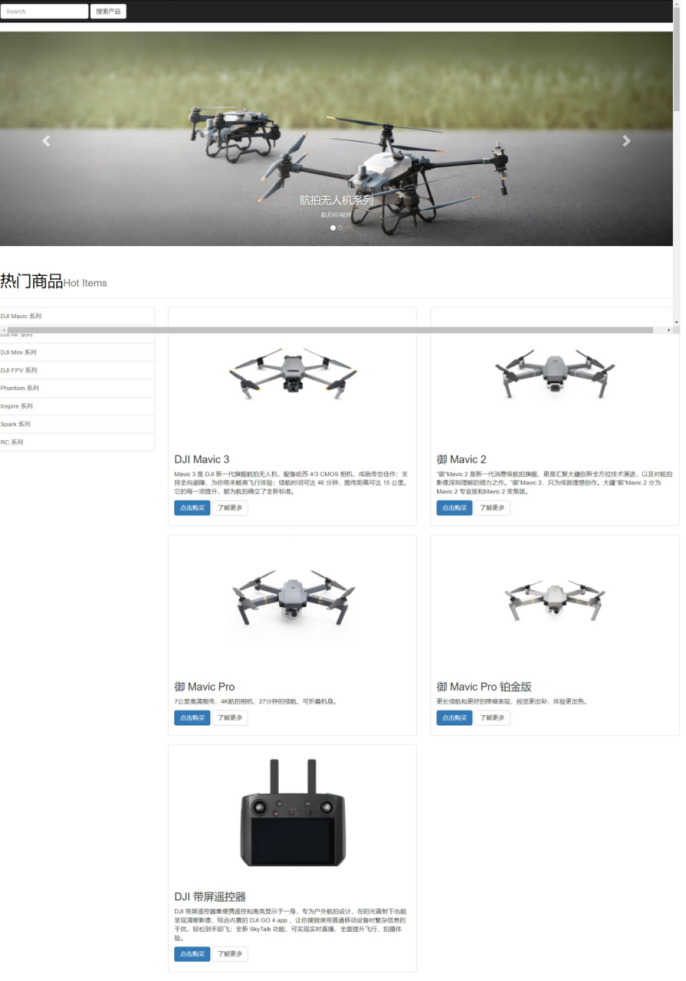 Search
搜索产品
航拍无人机系列
热门商品Hot Items
DJI Mavic 系列
DJI Air 系列
DJI Mini 系列
DJI FPV 系列
Phantom 系列
Inspire 系列
Spark 系列
RC 系列
DJI Mavic 3
Mavic 3 是 DJI 新一代旗舰航拍无人机，配备哈苏 4/3 CMOS 相机，成就传世佳作；支
持全向避障，为你带来畅爽飞行体验；续航时间可达 46 分钟，图传距离可达 15 公里。
它的每一项提升，都为航拍确立了全新标准。
点击购买
了解更多
御 Mavic 2
“御”Mavic 2 是新一代消费级航拍旗舰，更是汇聚大疆创新全方位技术演进，以及对航拍
影像深刻理解的倾力之作。“御”Mavic 2，只为成就理想创作。大疆“御”Mavic 2 分为
Mavic 2 专业版和Mavic 2 变焦版。
点击购买
了解更多
御 Mavic Pro
7公里高清图传，4K航拍相机，27分钟的续航，可折叠机身。
点击购买
了解更多
御 Mavic Pro 铂金版
更长续航和更好的降噪表现，视觉更出彩，体验更出色。
点击购买
了解更多
DJI 带屏遥控器
DJI 带屏遥控器集便携遥控和高亮显示于一身，专为户外航拍设计，在阳光直射下也能
呈现清晰影像，结合内置的 DJI GO 4 app ，让你摆脱使用普通移动设备时繁杂信息的
干扰，轻松到手即飞；全新 SkyTalk 功能，可实现实时直播，全面提升飞行、拍摄体
验。
点击购买
了解更多